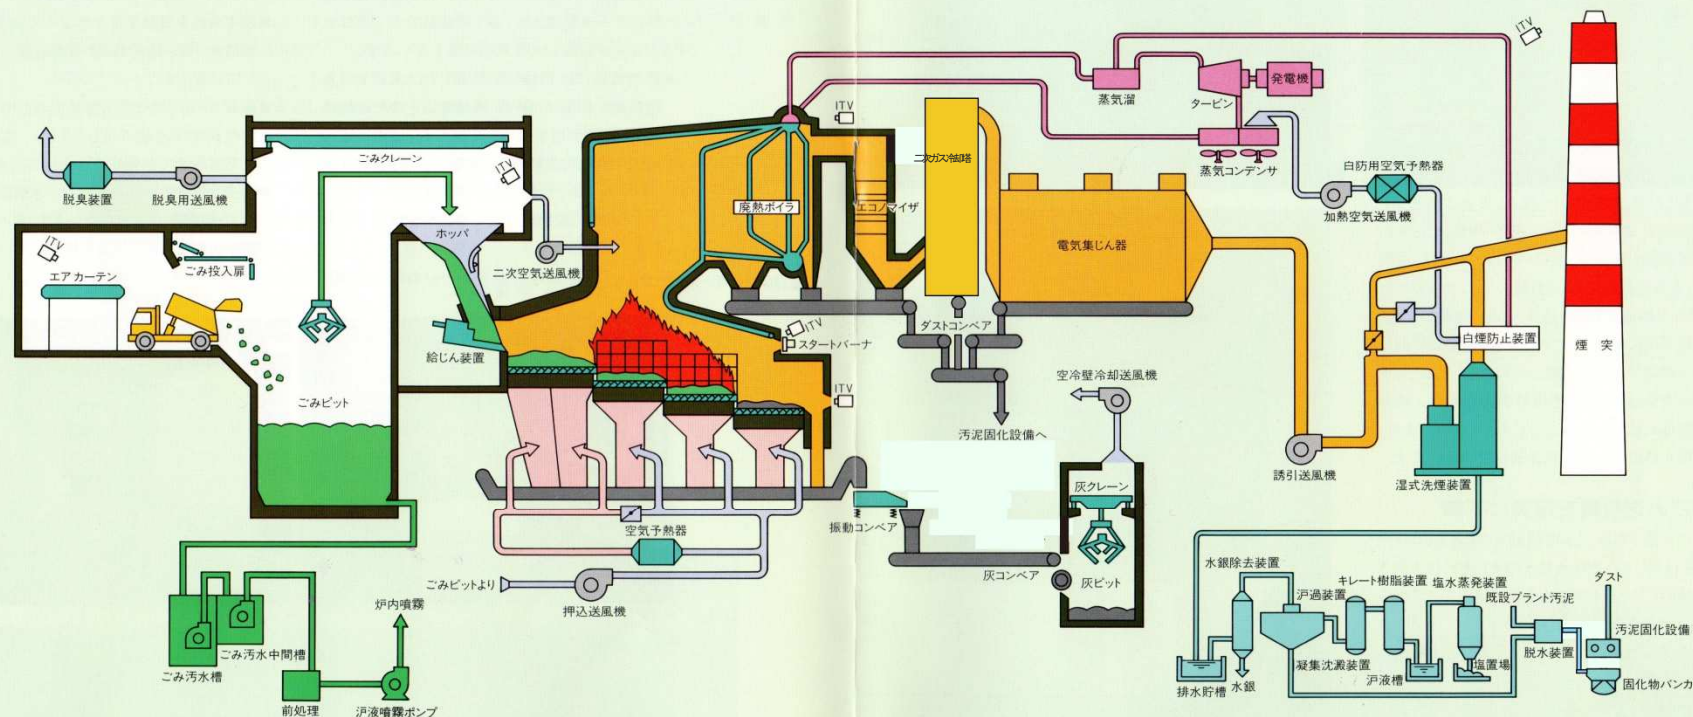 ITV
ごみクレーン
脱臭装置
脱臭用送風機
ITV
ITV
エアカーテン
ごみ投入扉
ホッパ
二次空気送風機
給じん装置
ごみピット
ITV
廃熱ボイラ
エコノマイザ
二次ガス冷却塔
蒸気溜
タービン
発電機
蒸気コンデンサ
白防用空気予熱器
加熱空気送風機
電気集じん器
ダストコンベア
ITV
スタートバーナ
ITV
白煙防止装置
煙突
空冷壁冷却送風機
汚泥固化設備へ
誘引送風機
湿式洗煙装置
灰クレーン
振動コンベア
灰コンベア
灰ピット
空気予熱器
ごみピットより
押込送風機
炉内噴霧
ごみ汚水中間槽
ごみ汚水槽
前処理
沪液噴霧ポンプ
水銀除去装置
沪過装置
キレート樹脂装置
塩水蒸発装置
既設プラント汚泥
ダスト
汚泥固化設備
脱水装置
凝集沈澱装置
塩置場
排水貯槽
水銀
沪液槽
固化物バンカ